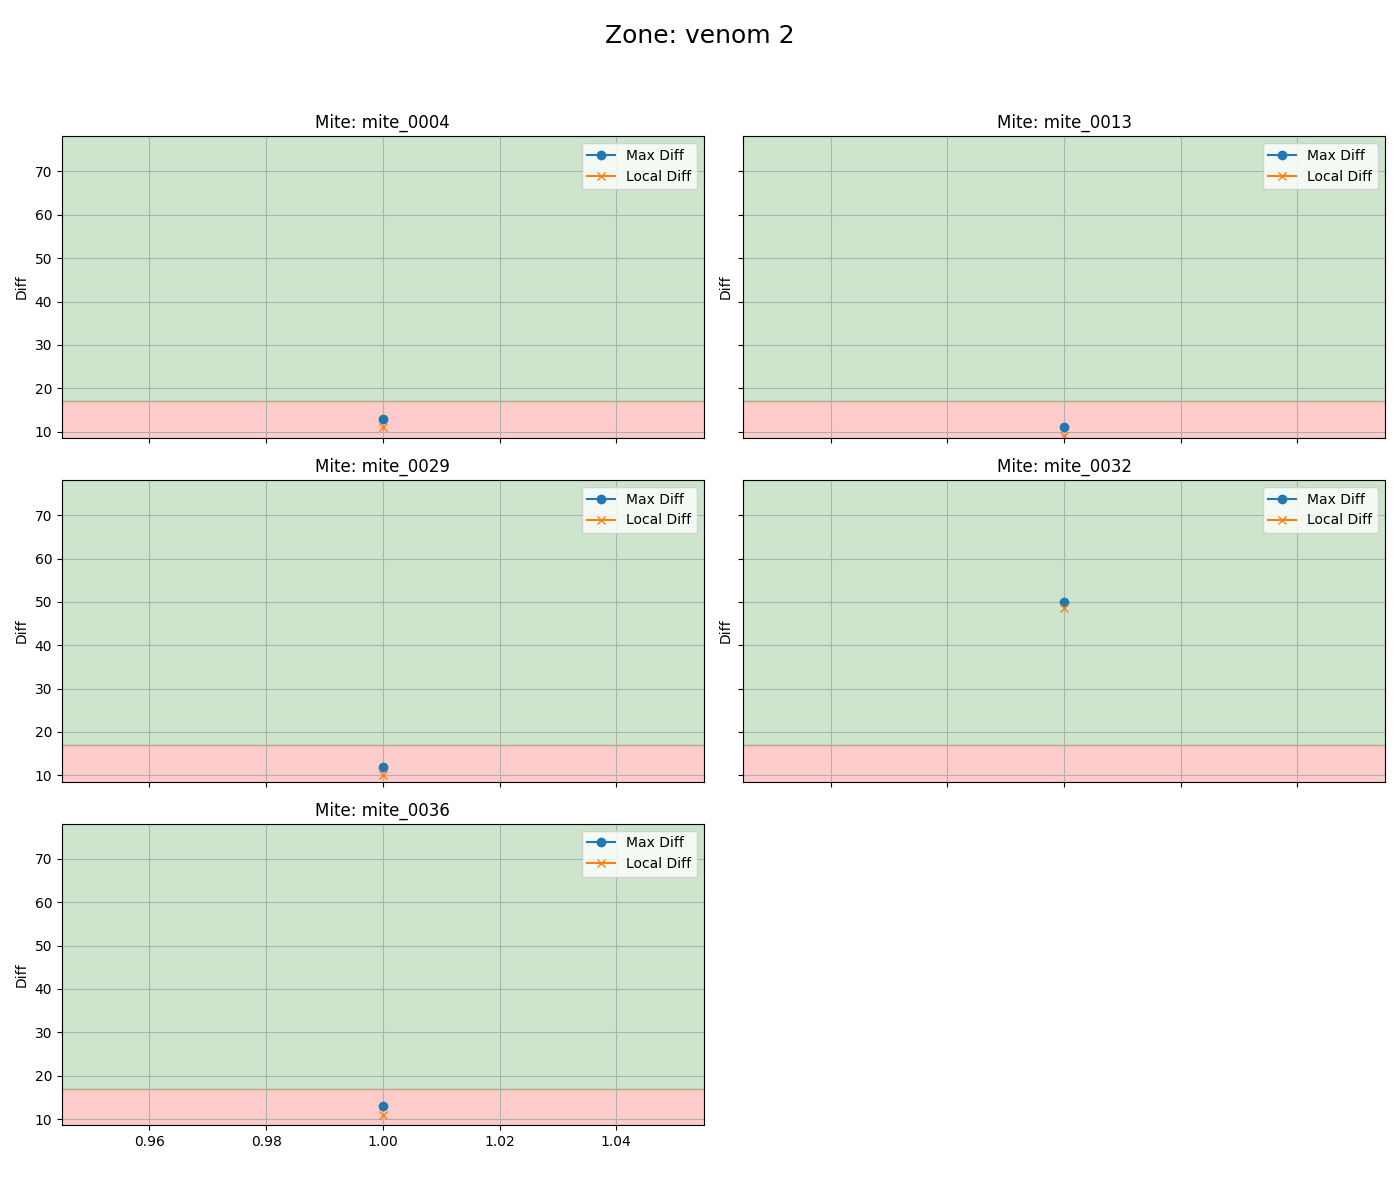 Zone: venom 2
Mite: mite_0004
Max Diff
Local Diff
Diff
70
60
50
40
30
20
10
Mite: mite_0013
Max Diff
Local Diff
Diff
Mite: mite_0029
Max Diff
Local Diff
Diff
70
60
50
40
30
20
10
Mite: mite_0032
Max Diff
Local Diff
Diff
Mite: mite_0036
Max Diff
Local Diff
Diff
70
60
50
40
30
20
10
0.96 0.98 1.00 1.02 1.04